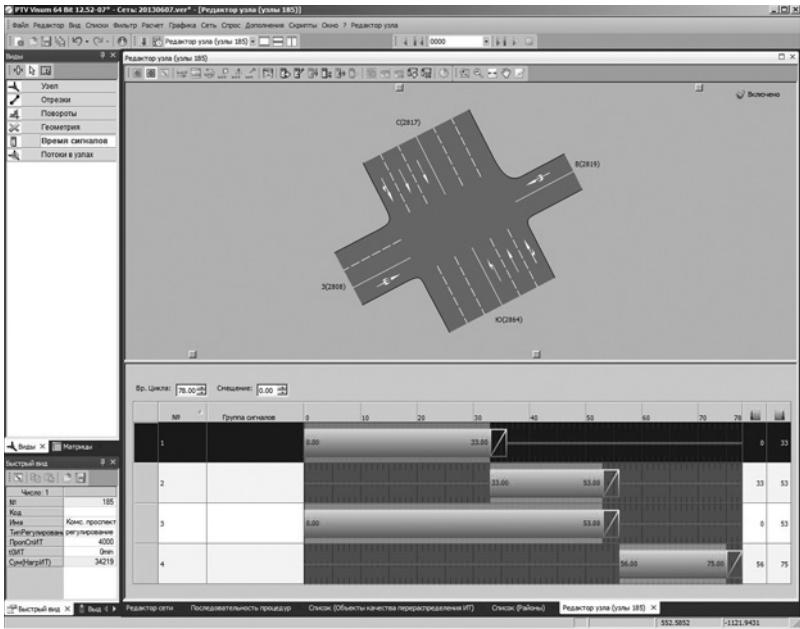 PTV Visum 64 Bit 12.52-07* - Сеть: 20130607.ver* - [Редактор узла (узлы 185)]
Файл Редактор Вид Списки Фильтр Расчет Графика Сеть Спрос Дополнения Скрипты Окно ? Редактор узла
Редактор узла (узлы 185) 0000
Виды
Редактор узла (узлы 185)
Узел
Отрезки
Повороты
Геометрия
Время сигналов
Потоки в узлах
Включено
С(2817)
В(2819)
З(2808)
Ю(2864)
Вр. Цикла: 78.00 Смещение: 0.00
№ Группа сигналов 0 10 20 30 40 50 60 70 78
1 0.00 33.00 0 33
2 33.00 53.00 33 53
3 0.00 53.00 0 53
4 56.00 75.00 56 75
Виды Матрицы
Быстрый вид
Число: 1
№ 185
Код
Имя Комс. проспект
ТипРегулирован регулирование
ПропСпИТ 4000
t0ИТ 0min
Сум(НагрИТ) 34219
Быстрый вид Вид
Редактор сети Последовательность процедур Список (Объекты качества перераспределения ИТ) Список (Районы) Редактор узла (узлы 185)
552.5852 -1121.9431